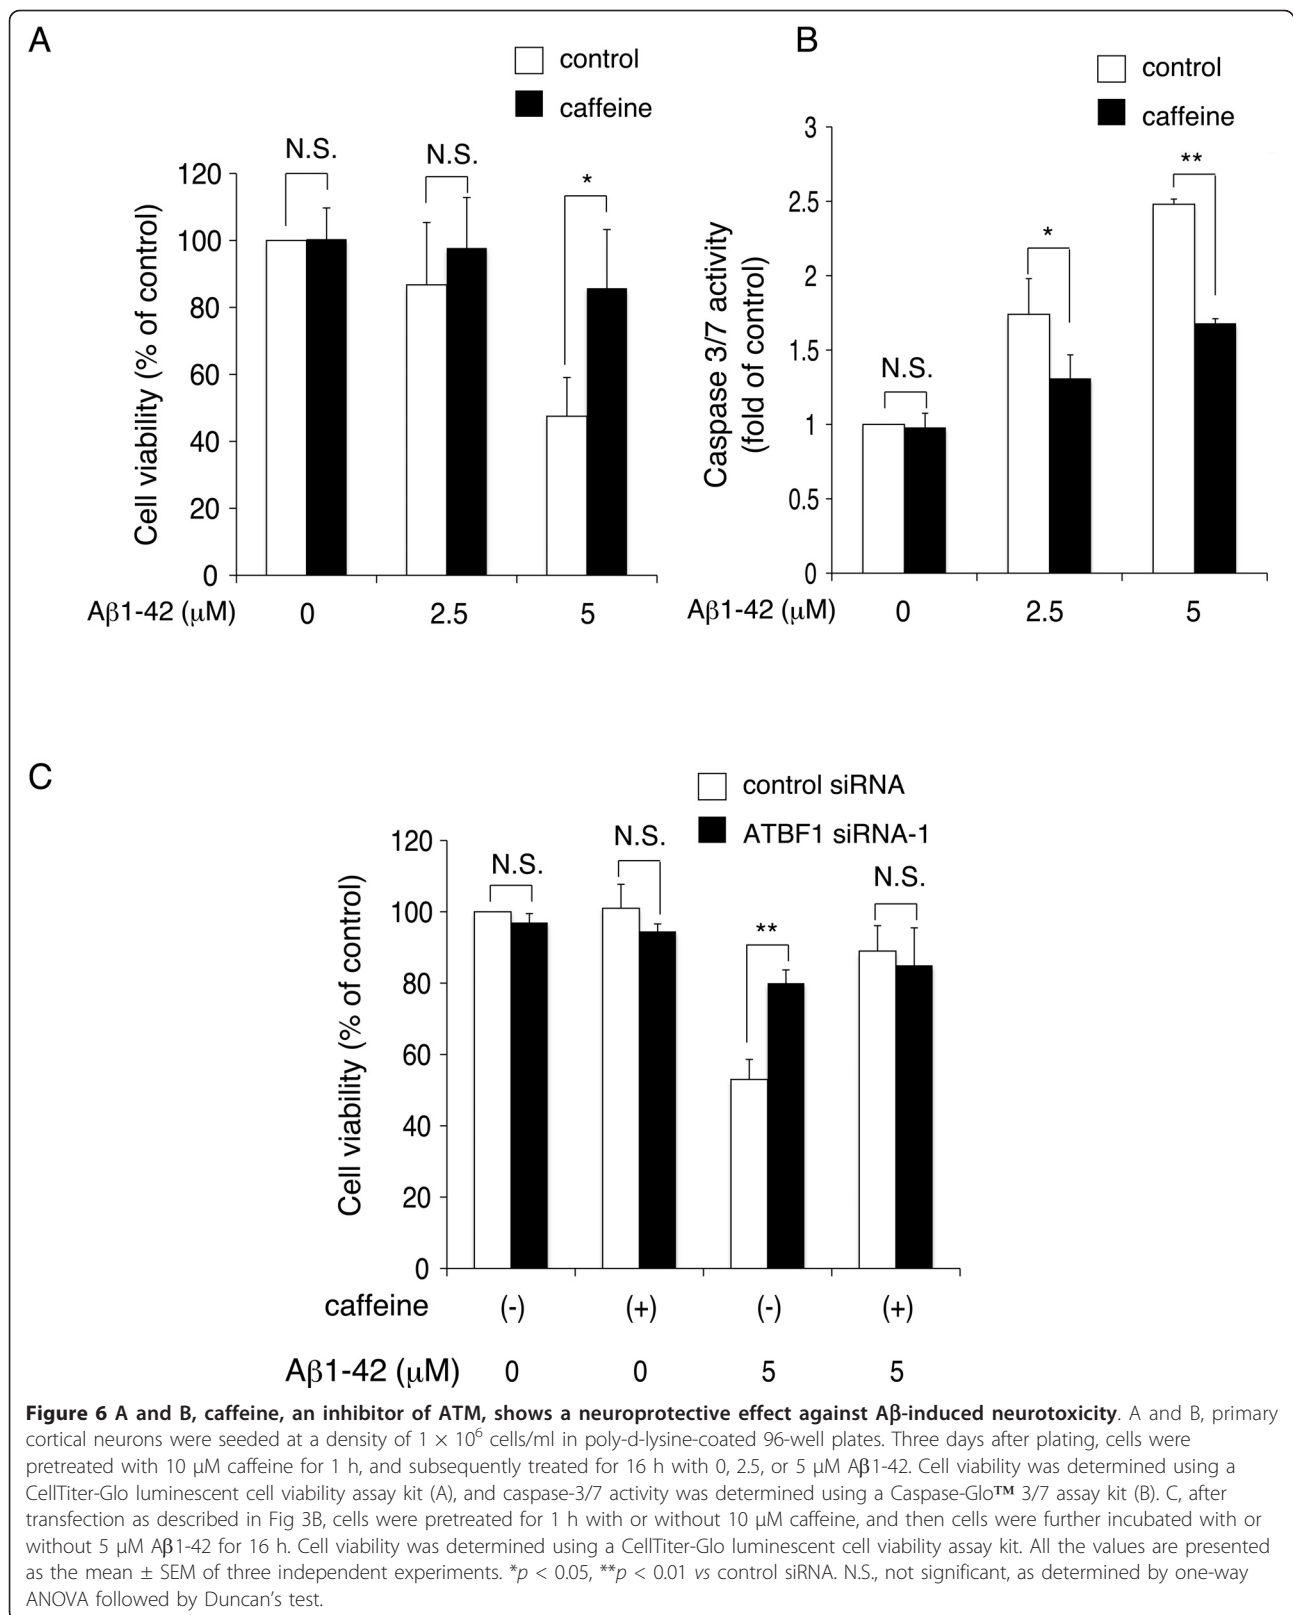 A
control
caffeine
N.S.
N.S.
*
120
100
80
60
40
20
0
Cell viability (% of control)
Aβ1-42 (μM)
0
2.5
5
B
control
caffeine
3
2.5
2
1.5
1
0.5
0
N.S.
*
**
Caspase 3/7 activity
(fold of control)
Aβ1-42 (μM)
0
2.5
5
C
control siRNA
ATBF1 siRNA-1
120
100
80
60
40
20
0
N.S.
N.S.
**
N.S.
Cell viability (% of control)
caffeine (-) (+) (-) (+)
Aβ1-42 (μM) 0 0 5 5
Figure 6 A and B, caffeine, an inhibitor of ATM, shows a neuroprotective effect against Aβ-induced neurotoxicity. A and B, primary
cortical neurons were seeded at a density of 1 × 10⁶ cells/ml in poly-d-lysine-coated 96-well plates. Three days after plating, cells were
pretreated with 10 μM caffeine for 1 h, and subsequently treated for 16 h with 0, 2.5, or 5 μM Aβ1-42. Cell viability was determined using a
CellTiter-Glo luminescent cell viability assay kit (A), and caspase-3/7 activity was determined using a Caspase-Glo™ 3/7 assay kit (B). C, after
transfection as described in Fig 3B, cells were pretreated for 1 h with or without 10 μM caffeine, and then cells were further incubated with or
without 5 μM Aβ1-42 for 16 h. Cell viability was determined using a CellTiter-Glo luminescent cell viability assay kit. All the values are presented
as the mean ± SEM of three independent experiments. *p < 0.05, **p < 0.01 vs control siRNA. N.S., not significant, as determined by one-way
ANOVA followed by Duncan's test.